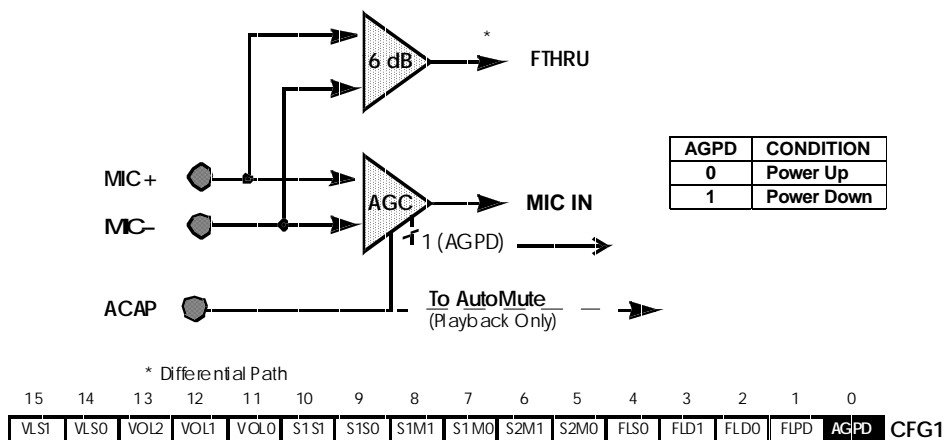 *
6 dB
FTHRU
AGPD CONDITION
0 Power Up
1 Power Down
MIC+
AGC
MIC IN
MIC–
1 (AGPD)
ACAP
To AutoMute
(Playback Only)
* Differential Path
15 14 13 12 11 10 9 8 7 6 5 4 3 2 1 0
VLS1 VLS0 VOL2 VOL1 VOL0 S1S1 S1S0 S1M1 S1M0 S2M1 S2M0 FLS0 FLD1 FLD0 FLPD AGPD CFG1